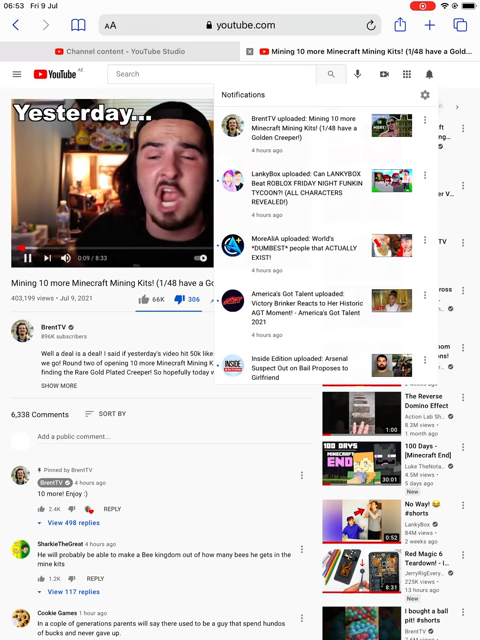 06:53 Fri 9 Jul
AA
youtube.com
Channel content - YouTube Studio
Mining 10 more Minecraft Mining Kits! (1/48 have a Gold...
YouTube AE
Search
Notifications
Yesterday...
BrentTV uploaded: Mining 10 more
Minecraft Mining Kits! (1/48 have a
Golden Creeper!)
4 hours ago
LankyBox uploaded: Can LANKYBOX
Beat ROBLOX FRIDAY NIGHT FUNKIN
TYCOON?! (ALL CHARACTERS
REVEALED!)
4 hours ago
MoreAliA uploaded: World's
*DUMBEST* people that ACTUALLY
EXIST!
4 hours ago
America's Got Talent uploaded:
Victory Brinker Reacts to Her Historic
AGT Moment! - America's Got Talent
2021
4 hours ago
Inside Edition uploaded: Arsenal
Suspect Out on Bail Proposes to
Girlfriend
0:09 / 8:33
Mining 10 more Minecraft Mining Kits! (1/48 have a Go
403,199 views • Jul 9, 2021
66K
306
BrentTV
896K subscribers
Well a deal is a deal! I said if yesterday's video hit 50k like
we go! Round two of opening 10 more Minecraft Mining K
finding the Rare Gold Plated Creeper! So hopefully today w
SHOW MORE
6,338 Comments
SORT BY
Add a public comment...
Pinned by BrentTV
BrentTV 4 hours ago
10 more! Enjoy :)
2.4K
REPLY
View 498 replies
SharkieTheGreat 4 hours ago
He will probably be able to make a Bee kingdom out of how many bees he gets in the
mine kits
1.2K
REPLY
View 117 replies
Cookie Games 1 hour ago
In a cople of generations parents will say there used to be a guy that spend hundos
of bucks and never gave up.
2 weeks ago
The Reverse
Domino Effect
Action Lab Sh...
8.3M views •
1 month ago
1:00
100 Days -
[Minecraft End]
Luke TheNota...
4.5M views •
5 days ago
New
30:01
No Way! 😂
#shorts
LankyBox
84M views •
2 weeks ago
0:52
Red Magic 6
Teardown! - I...
JerryRigEvery...
225K views •
13 hours ago
New
8:31
I bought a ball
pit! #shorts
BrentTV